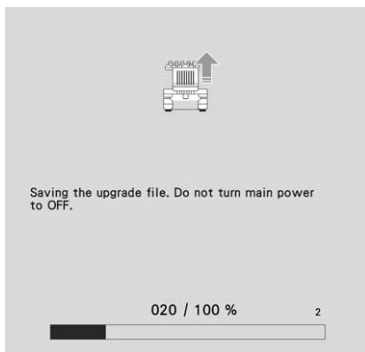 Saving the upgrade file. Do not turn main power
to OFF.
020 / 100 %
2